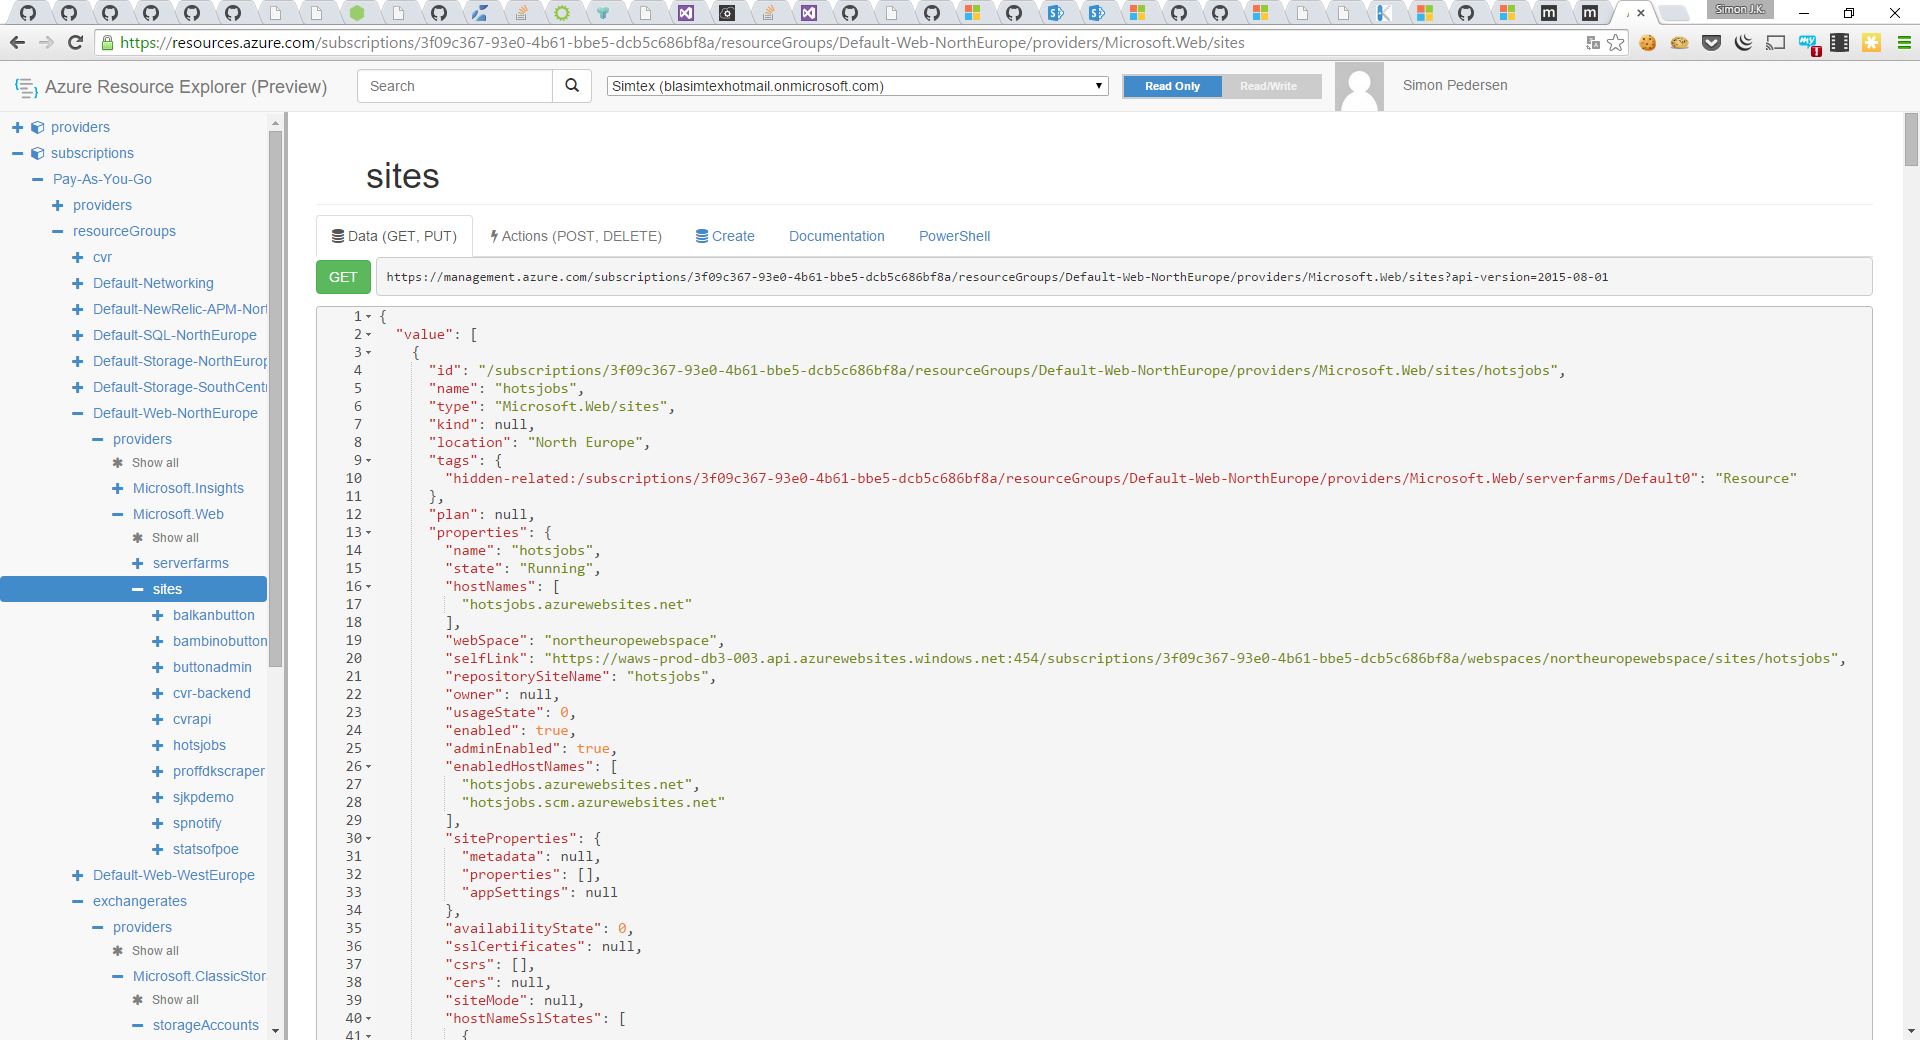 Simon J.K.
https://resources.azure.com/subscriptions/3f09c367-93e0-4b61-bbe5-dcb5c686bf8a/resourceGroups/Default-Web-NorthEurope/providers/Microsoft.Web/sites
Azure Resource Explorer (Preview)
Search
Simtex (blasimtexhotmail.onmicrosoft.com)
Read Only
Read/Write
Simon Pedersen
providers
subscriptions
Pay-As-You-Go
providers
resourceGroups
cvr
Default-Networking
Default-NewRelic-APM-Nort
Default-SQL-NorthEurope
Default-Storage-NorthEurop
Default-Storage-SouthCentr
Default-Web-NorthEurope
providers
Show all
Microsoft.Insights
Microsoft.Web
Show all
serverfarms
sites
balkanbutton
bambinobutton
buttonadmin
cvr-backend
cvrapi
hotsjobs
proffdkscraper
sjkpdemo
spnotify
statsofpoe
Default-Web-WestEurope
exchangerates
providers
Show all
Microsoft.ClassicStor
Show all
storageAccounts
sites
Data (GET, PUT)
Actions (POST, DELETE)
Create
Documentation
PowerShell
GET
https://management.azure.com/subscriptions/3f09c367-93e0-4b61-bbe5-dcb5c686bf8a/resourceGroups/Default-Web-NorthEurope/providers/Microsoft.Web/sites?api-version=2015-08-01
1 {
2 "value": [
3 {
4 "id": "/subscriptions/3f09c367-93e0-4b61-bbe5-dcb5c686bf8a/resourceGroups/Default-Web-NorthEurope/providers/Microsoft.Web/sites/hotsjobs",
5 "name": "hotsjobs",
6 "type": "Microsoft.Web/sites",
7 "kind": null,
8 "location": "North Europe",
9 "tags": {
10 "hidden-related:/subscriptions/3f09c367-93e0-4b61-bbe5-dcb5c686bf8a/resourceGroups/Default-Web-NorthEurope/providers/Microsoft.Web/serverfarms/Default0": "Resource"
11 },
12 "plan": null,
13 "properties": {
14 "name": "hotsjobs",
15 "state": "Running",
16 "hostNames": [
17 "hotsjobs.azurewebsites.net"
18 ],
19 "webSpace": "northeuropewebspace",
20 "selfLink": "https://waws-prod-db3-003.api.azurewebsites.windows.net:454/subscriptions/3f09c367-93e0-4b61-bbe5-dcb5c686bf8a/webspaces/northeuropewebspace/sites/hotsjobs",
21 "repositorySiteName": "hotsjobs",
22 "owner": null,
23 "usageState": 0,
24 "enabled": true,
25 "adminEnabled": true,
26 "enabledHostNames": [
27 "hotsjobs.azurewebsites.net",
28 "hotsjobs.scm.azurewebsites.net"
29 ],
30 "siteProperties": {
31 "metadata": null,
32 "properties": [],
33 "appSettings": null
34 },
35 "availabilityState": 0,
36 "sslCertificates": null,
37 "csrs": [],
38 "cers": null,
39 "siteMode": null,
40 "hostNameSslStates": [
41 {